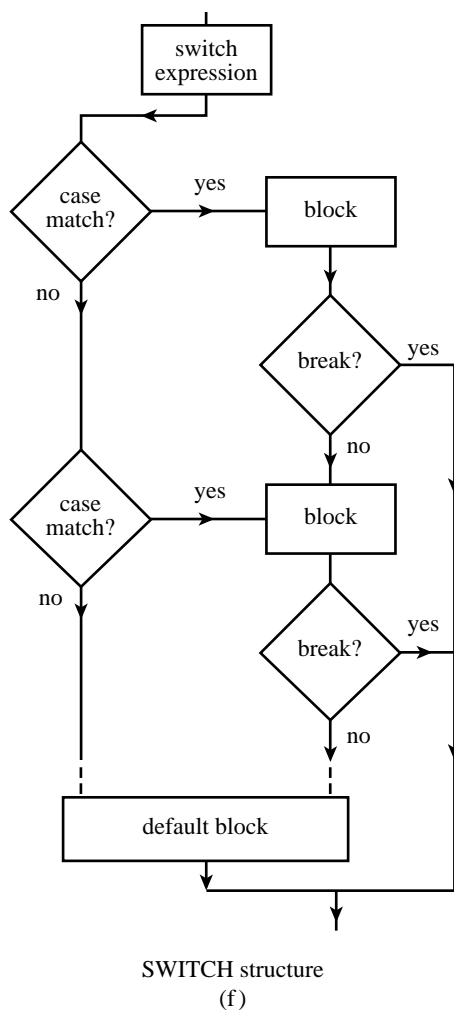 switch
expression
case
match?
yes
block
no
break?
yes
no
case
match?
yes
block
no
break?
yes
no
default block
SWITCH structure
(f)